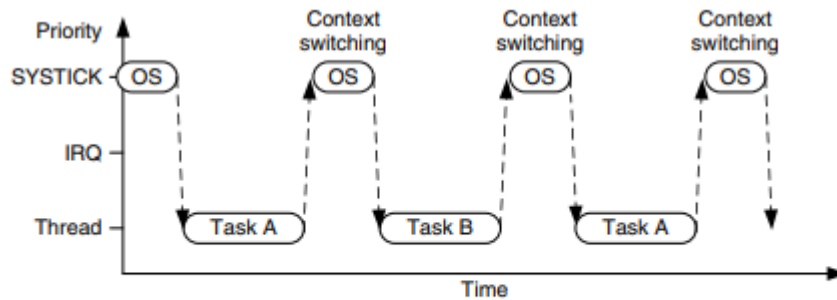 Priority
Context switching
Context switching
Context switching
SYSTICK
OS
OS
OS
OS
IRQ
Thread
Task A
Task B
Task A
Time